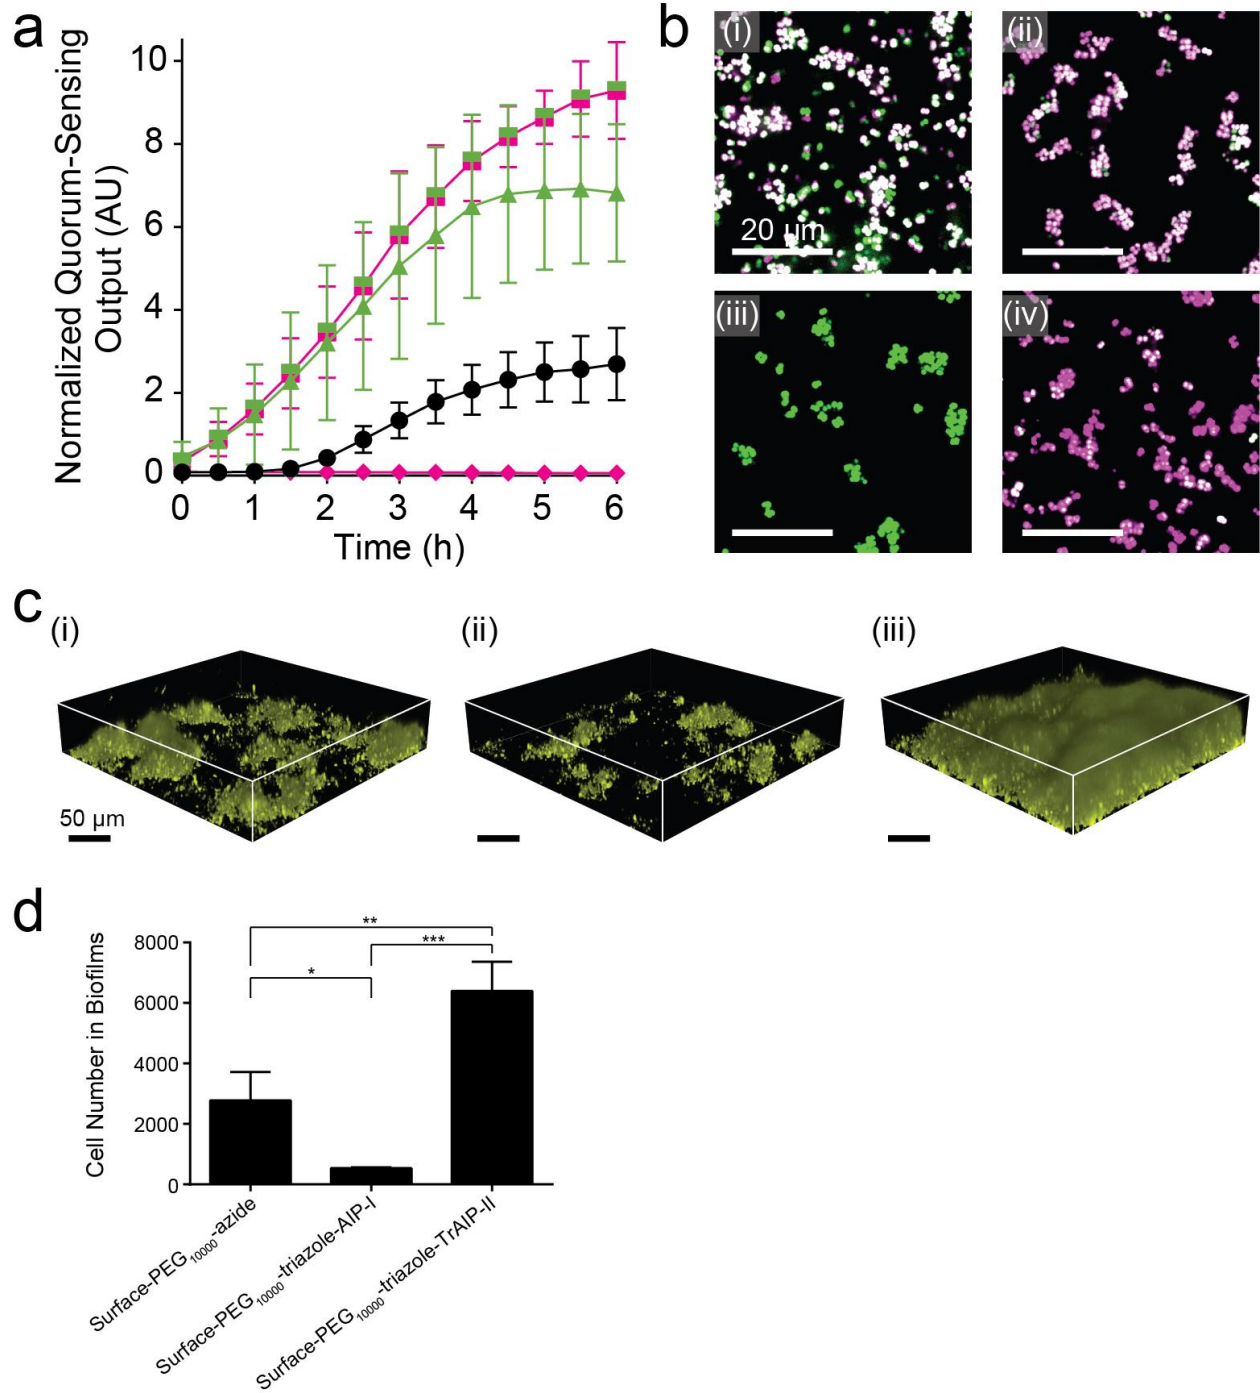 a
Normalized Quorum-Sensing
Output (AU)
10
8
6
4
2
0
0 1 2 3 4 5 6
Time (h)
b
(i)
20 μm
(ii)
(iii)
(iv)
c
(i)
50 μm
(ii)
(iii)
d
Cell Number in Biofilms
8000
6000
4000
2000
0
**
***
*
Surface-PEG10000-azide
Surface-PEG10000-triazole-AIP-I
Surface-PEG10000-triazole-TrAIP-II